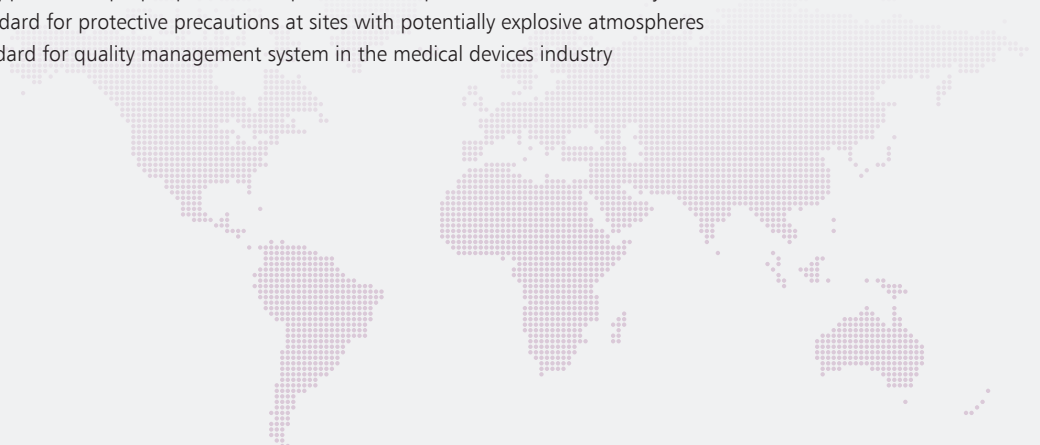 dard for protective precautions at sites with potentially explosive atmospheres
dard for quality management system in the medical devices industry